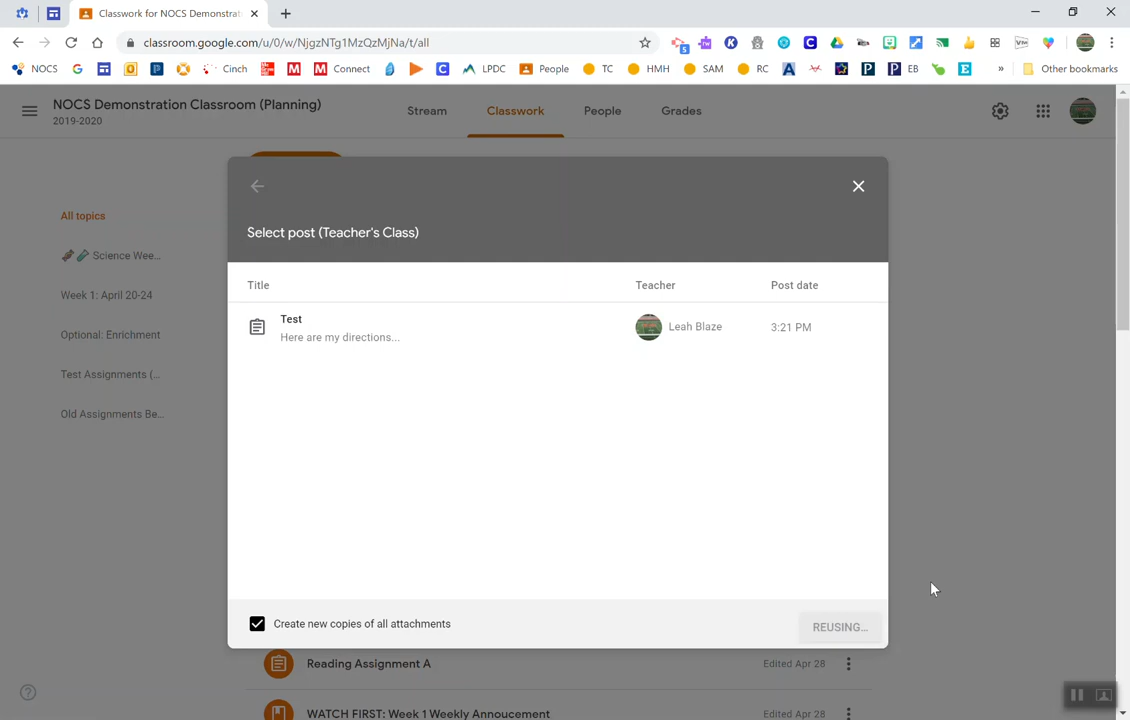 Classwork for NOCS Demonstrat
classroom.google.com/u/0/w/NjgzNTg1MzQzMjNa/t/all
5
NOCS
Cinch
Connect
LPDC
People
TC
HMH
SAM
RC
EB
»
Other bookmarks
NOCS Demonstration Classroom (Planning)
2019-2020
Stream
Classwork
People
Grades
All topics
Science Wee...
Week 1: April 20-24
Optional: Enrichment
Test Assignments (...
Old Assignments Be...
Select post (Teacher's Class)
Title
Teacher
Post date
Test
Here are my directions...
Leah Blaze
3:21 PM
Create new copies of all attachments
REUSING...
Reading Assignment A
Edited Apr 28
WATCH FIRST: Week 1 Weekly Annoucement
Edited Apr 28